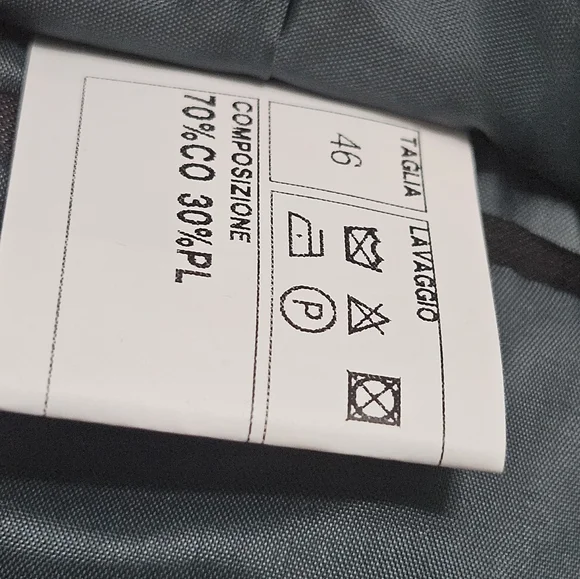 TAGLIA
46
LAVAGGIO
P
COMPOSIZIONE
70%CO 30%PL